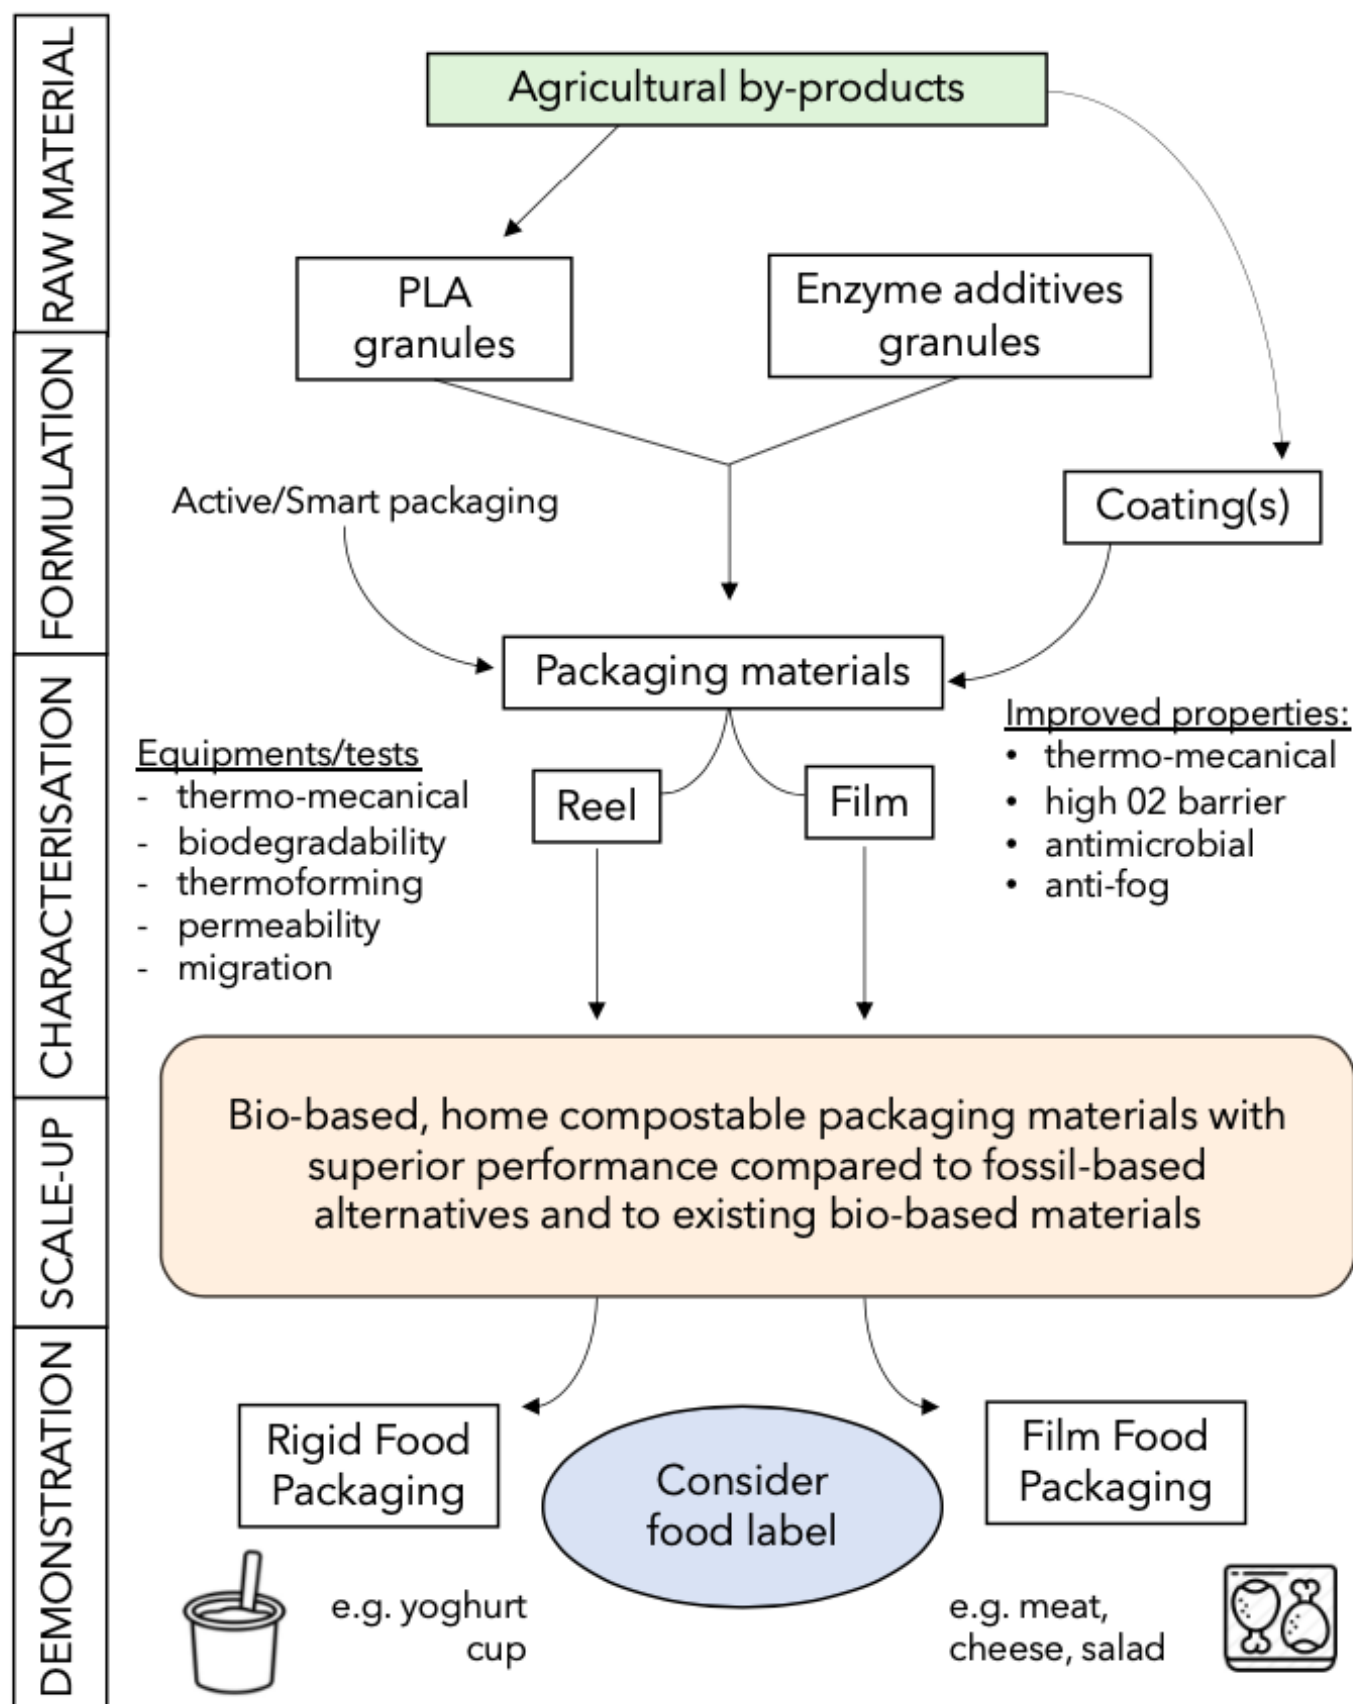 RAW MATERIAL
Agricultural by-products
PLA
granules
Enzyme additives
granules
FORMULATION
Active/Smart packaging
Coating(s)
Packaging materials
CHARACTERISATION
Equipments/tests
- thermo-mecanical
- biodegradability
- thermoforming
- permeability
- migration
Reel
Film
Improved properties:
• thermo-mecanical
• high 02 barrier
• antimicrobial
• anti-fog
SCALE-UP
Bio-based, home compostable packaging materials with
superior performance compared to fossil-based
alternatives and to existing bio-based materials
DEMONSTRATION
Rigid Food
Packaging
Consider
food label
Film Food
Packaging
e.g. yoghurt
cup
e.g. meat,
cheese, salad